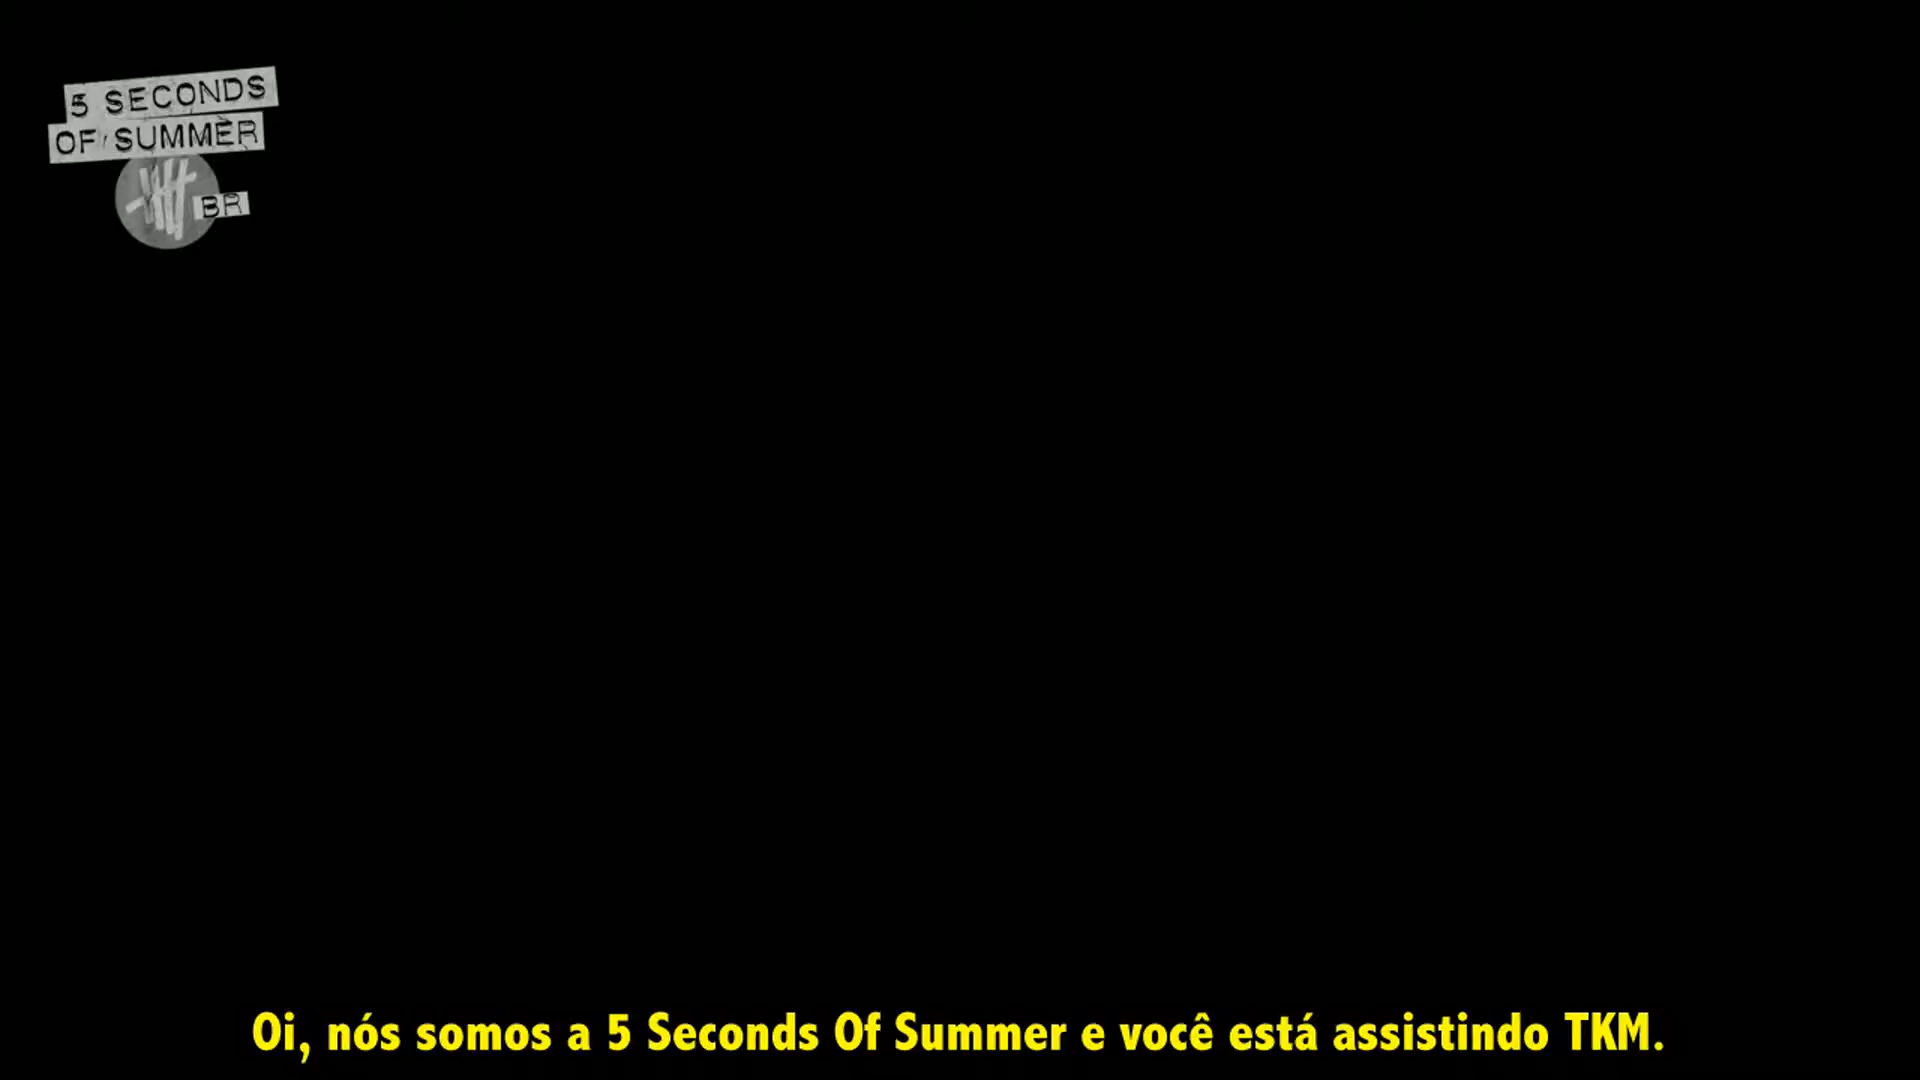 5 SECONDS
OF SUMMER
BR
Oi, nós somos a 5 Seconds Of Summer e você está assistindo TKM.